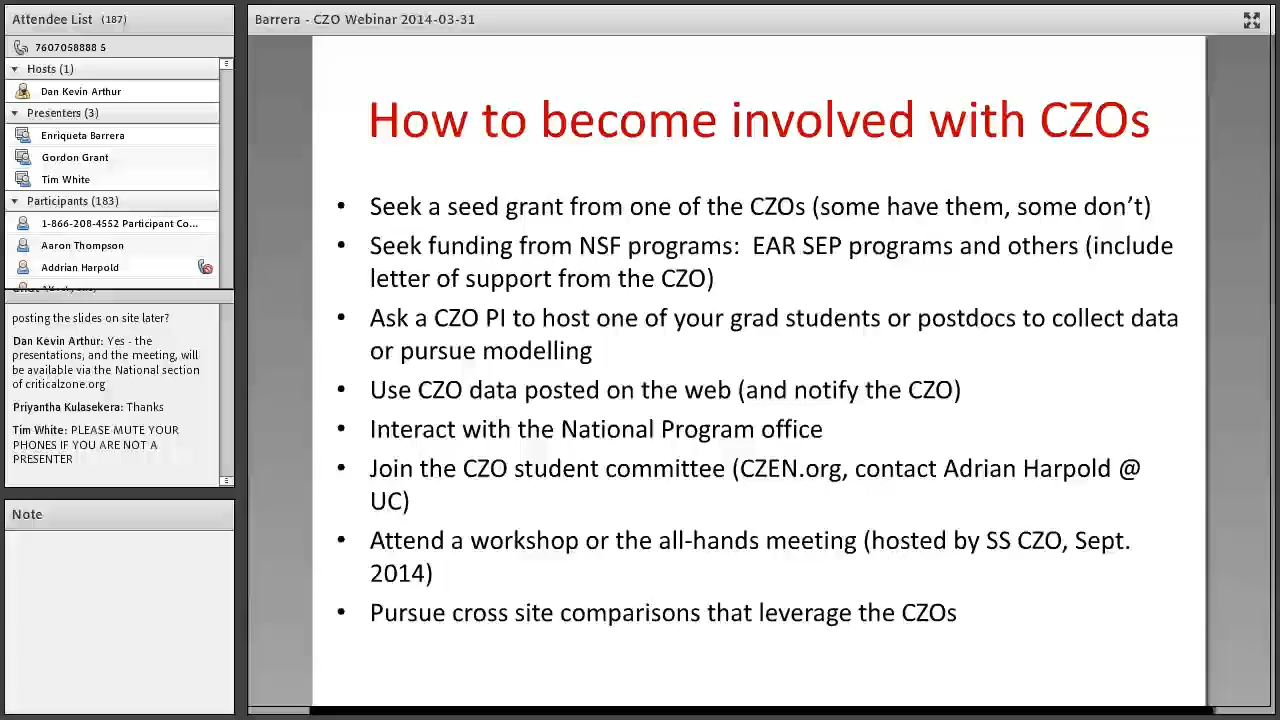 Attendee List (187)
7607058888 5
Hosts (1)
Dan Kevin Arthur
Presenters (3)
Enriqueta Barrera
Gordon Grant
Tim White
Participants (183)
1-866-208-4552 Participant Co...
Aaron Thompson
Addrian Harpold
posting the slides on site later?
Dan Kevin Arthur: Yes - the
presentations, and the meeting, will
be available via the National section
of criticalzone.org
Priyantha Kulasekera: Thanks
Tim White: PLEASE MUTE YOUR
PHONES IF YOU ARE NOT A
PRESENTER
Note
Barrera - CZO Webinar 2014-03-31
How to become involved with CZOs
• Seek a seed grant from one of the CZOs (some have them, some don’t)
• Seek funding from NSF programs:  EAR SEP programs and others (include
letter of support from the CZO)
• Ask a CZO PI to host one of your grad students or postdocs to collect data
or pursue modelling
• Use CZO data posted on the web (and notify the CZO)
• Interact with the National Program office
• Join the CZO student committee (CZEN.org, contact Adrian Harpold @
UC)
• Attend a workshop or the all-hands meeting (hosted by SS CZO, Sept.
2014)
• Pursue cross site comparisons that leverage the CZOs